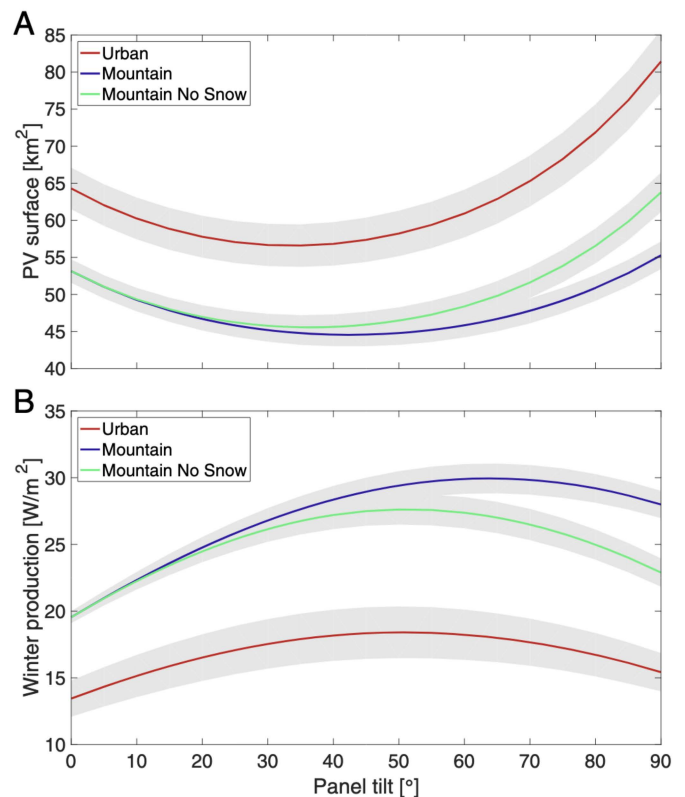 A
85
80
75
70
65
60
55
50
45
40
PV surface [km²]
Urban
Mountain
Mountain No Snow
B
35
30
25
20
15
10
Winter production [W/m²]
Urban
Mountain
Mountain No Snow
0 10 20 30 40 50 60 70 80 90
Panel tilt [°]